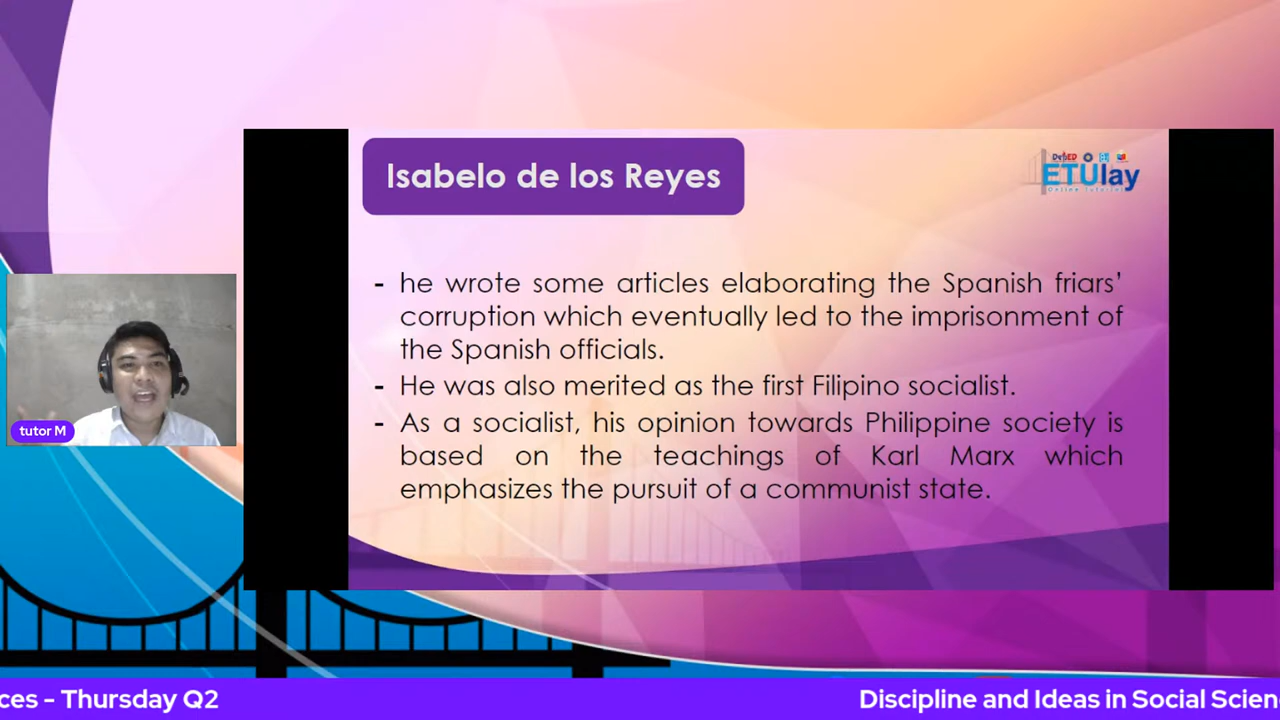 Isabelo de los Reyes
DepED
ETUlay
- he wrote some articles elaborating the Spanish friars'
corruption which eventually led to the imprisonment of
the Spanish officials.
- He was also merited as the first Filipino socialist.
- As a socialist, his opinion towards Philippine society is
based on the teachings of Karl Marx which
emphasizes the pursuit of a communist state.
tutor M
ces - Thursday Q2
Discipline and Ideas in Social Scien